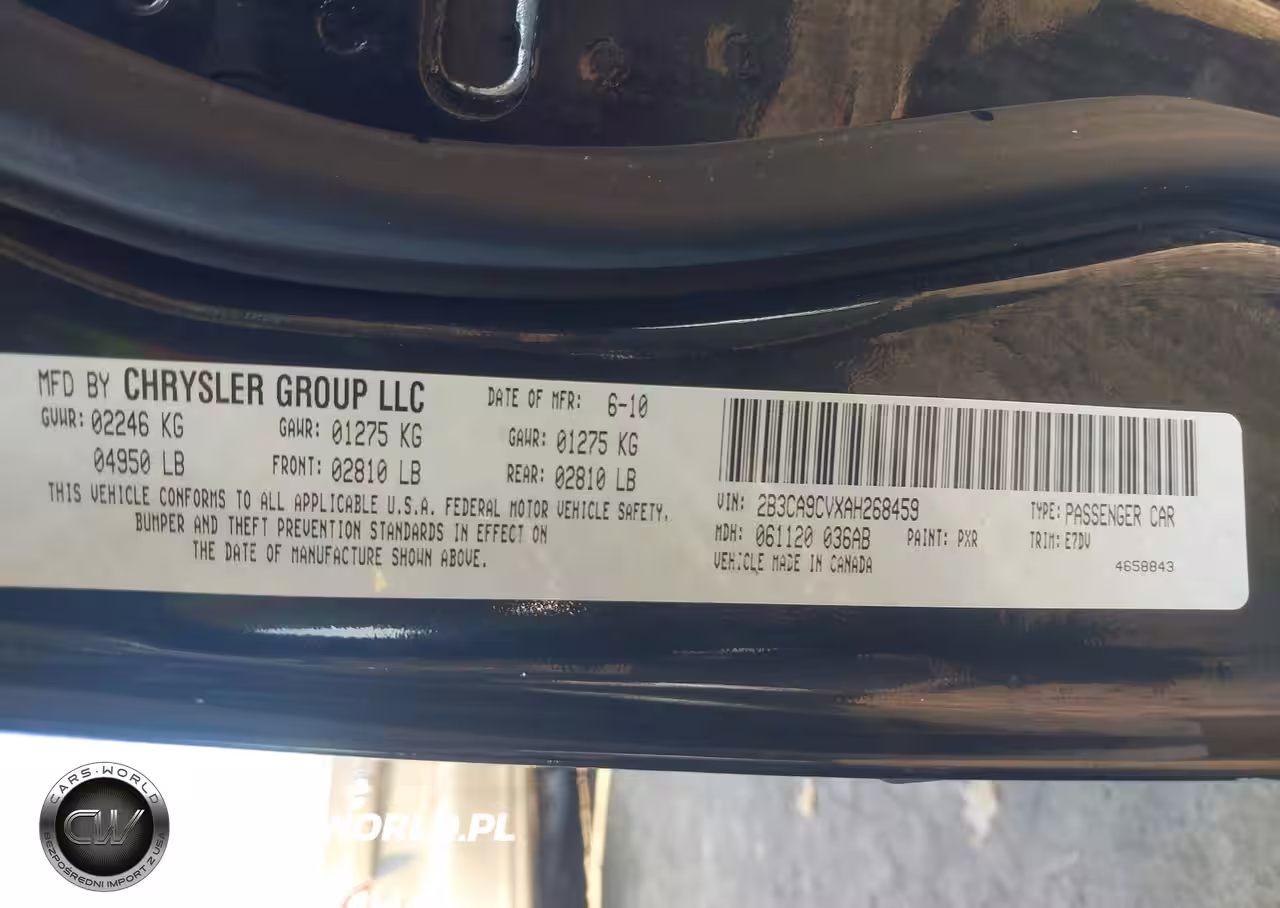 MFD BY CHRYSLER GROUP LLC DATE OF MFR: 6-10
GVWR: 02246 KG GAWR: 01275 KG GAWR: 01275 KG
04950 LB FRONT: 02810 LB REAR: 02810 LB
THIS VEHICLE CONFORMS TO ALL APPLICABLE U.S.A. FEDERAL MOTOR VEHICLE SAFETY,
BUMPER AND THEFT PREVENTION STANDARDS IN EFFECT ON
THE DATE OF MANUFACTURE SHOWN ABOVE.
VIN: 2B3CA9CVXAH268459 TYPE: PASSENGER CAR
MDH: 061120 036AB PAINT: PXR TRIM: E7DV
VEHICLE MADE IN CANADA 4658843
CARS-WORLD
CW
BEZPOŚREDNI IMPORT Z USA
WORLD.PL